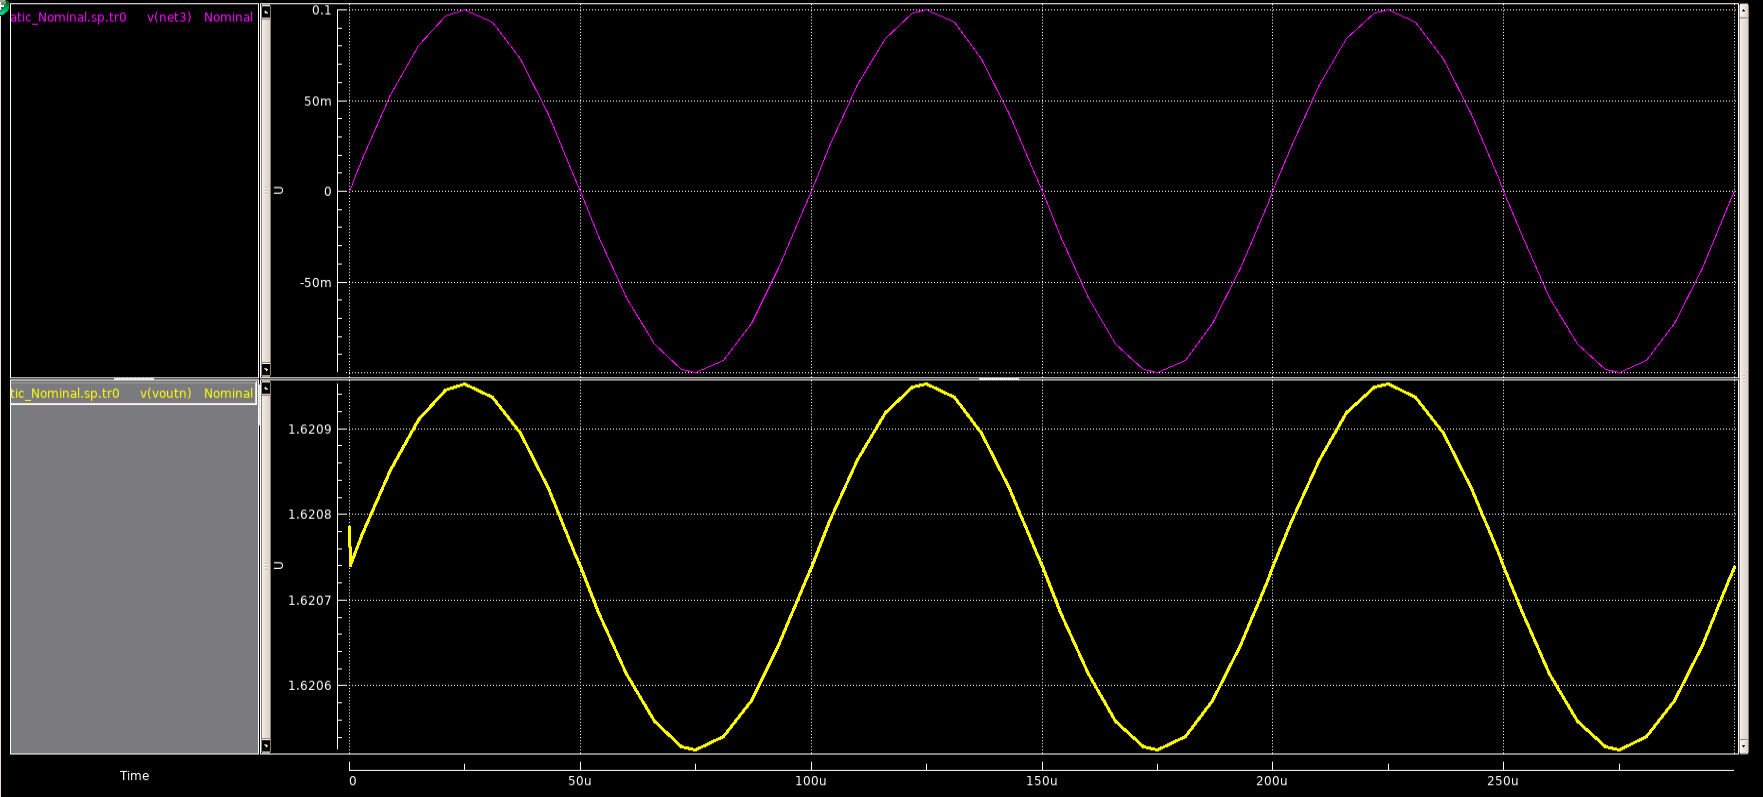 atic_Nominal.sp.tr0 v(net3) Nominal
0.1
50m
0
-50m
tic_Nominal.sp.tr0 v(voutn) Nominal
1.6209
1.6208
1.6207
1.6206
Time
0 50u 100u 150u 200u 250u